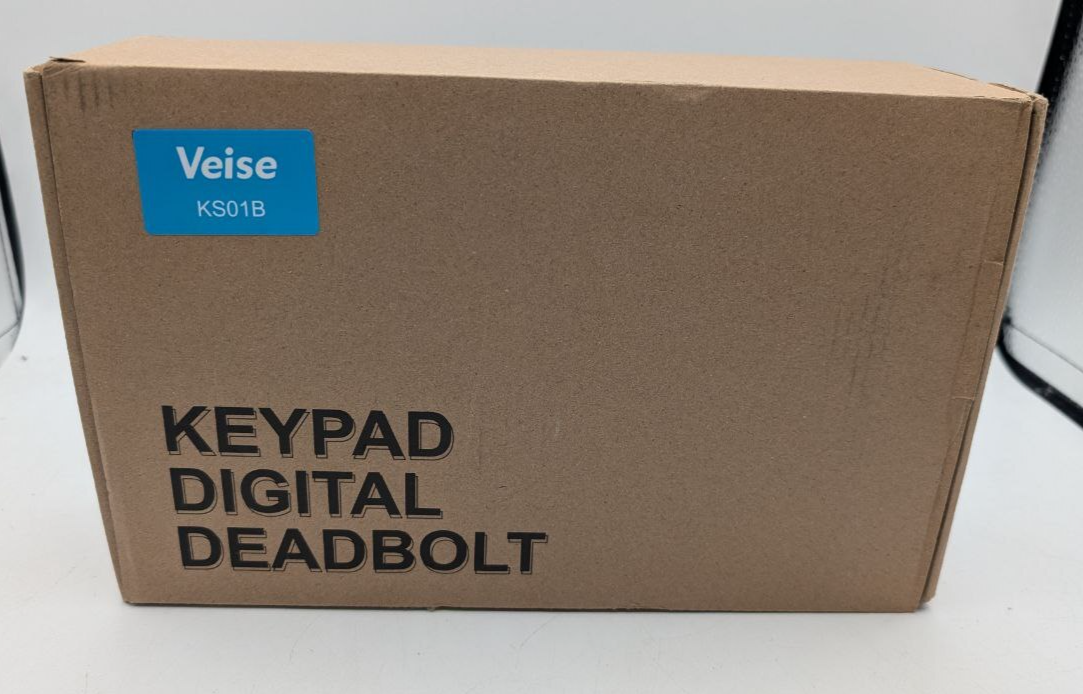 Veise
KS01B
KEYPAD
DIGITAL
DEADBOLT